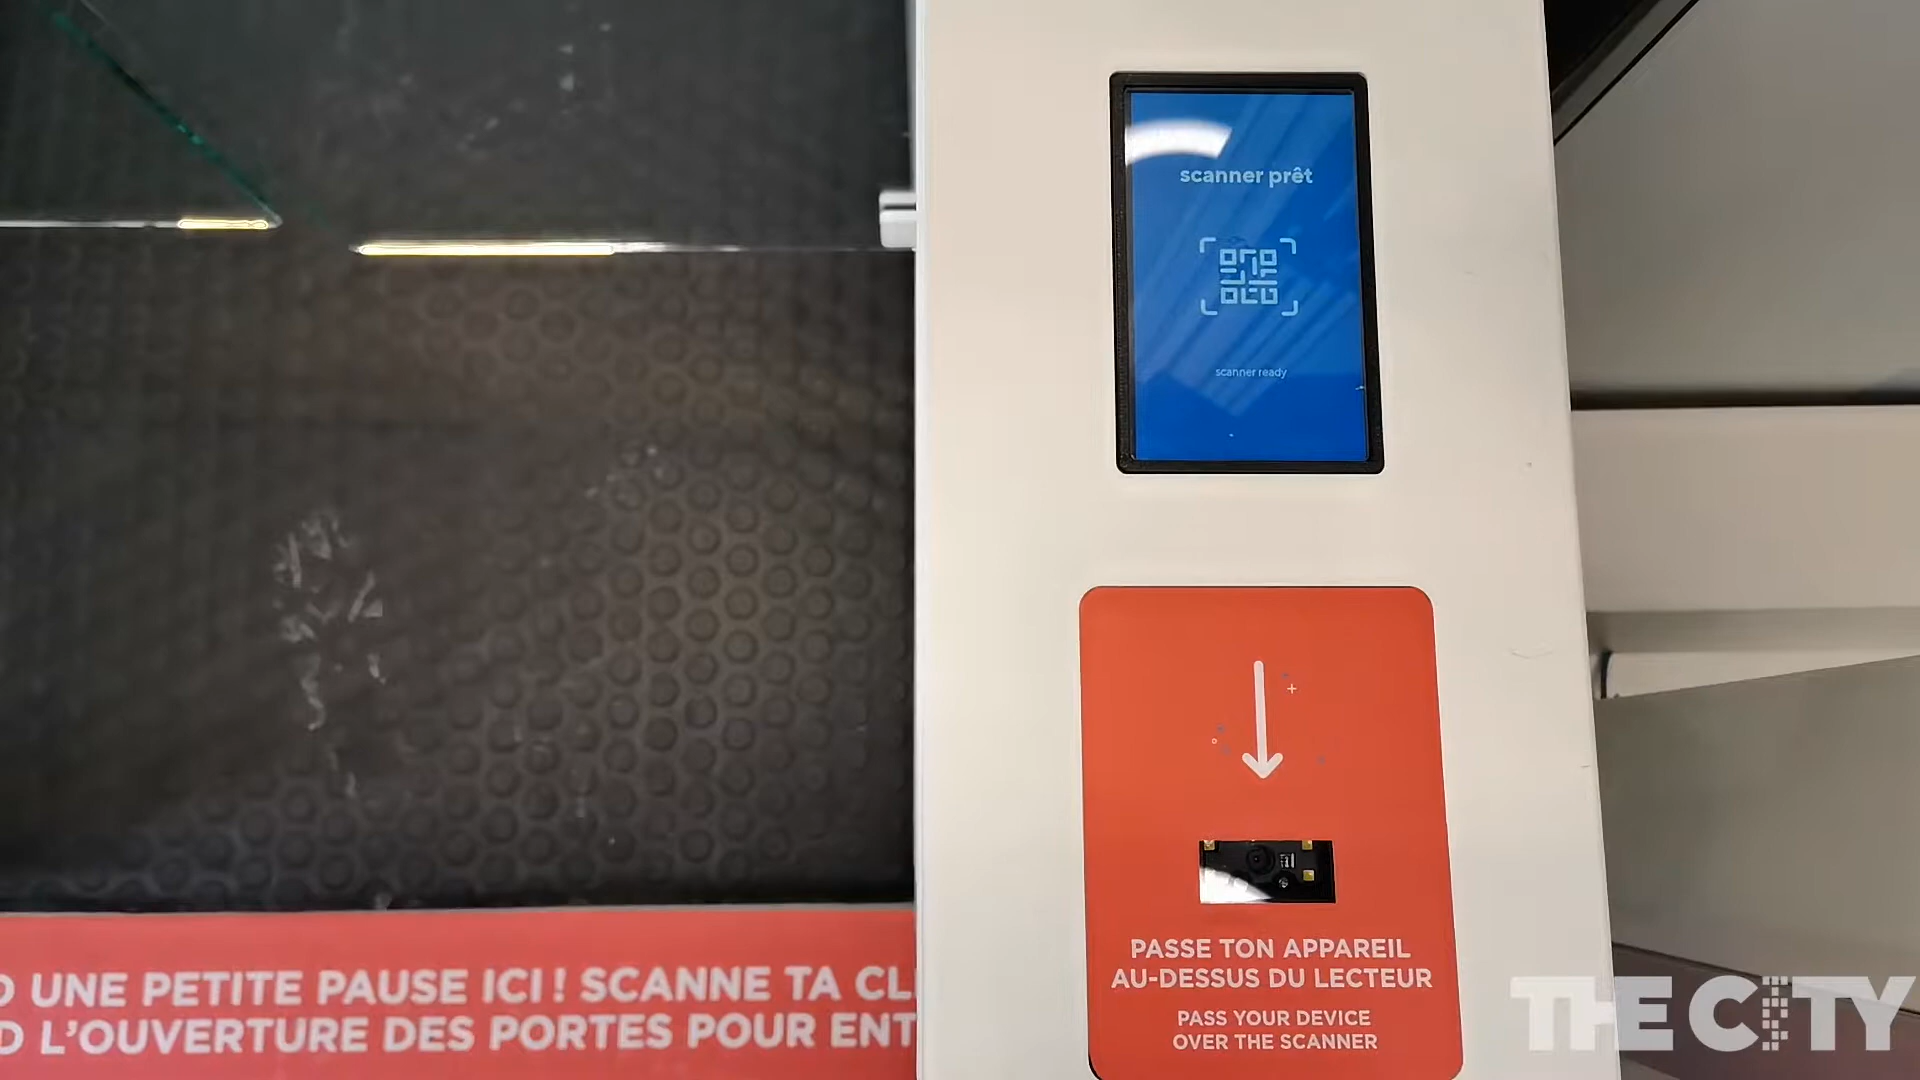 scanner prêt
scanner ready
PASSE TON APPAREIL
AU-DESSUS DU LECTEUR
PASS YOUR DEVICE
OVER THE SCANNER
UNE PETITE PAUSE ICI ! SCANNE TA
L'OUVERTURE DES PORTES POUR
THE CITY